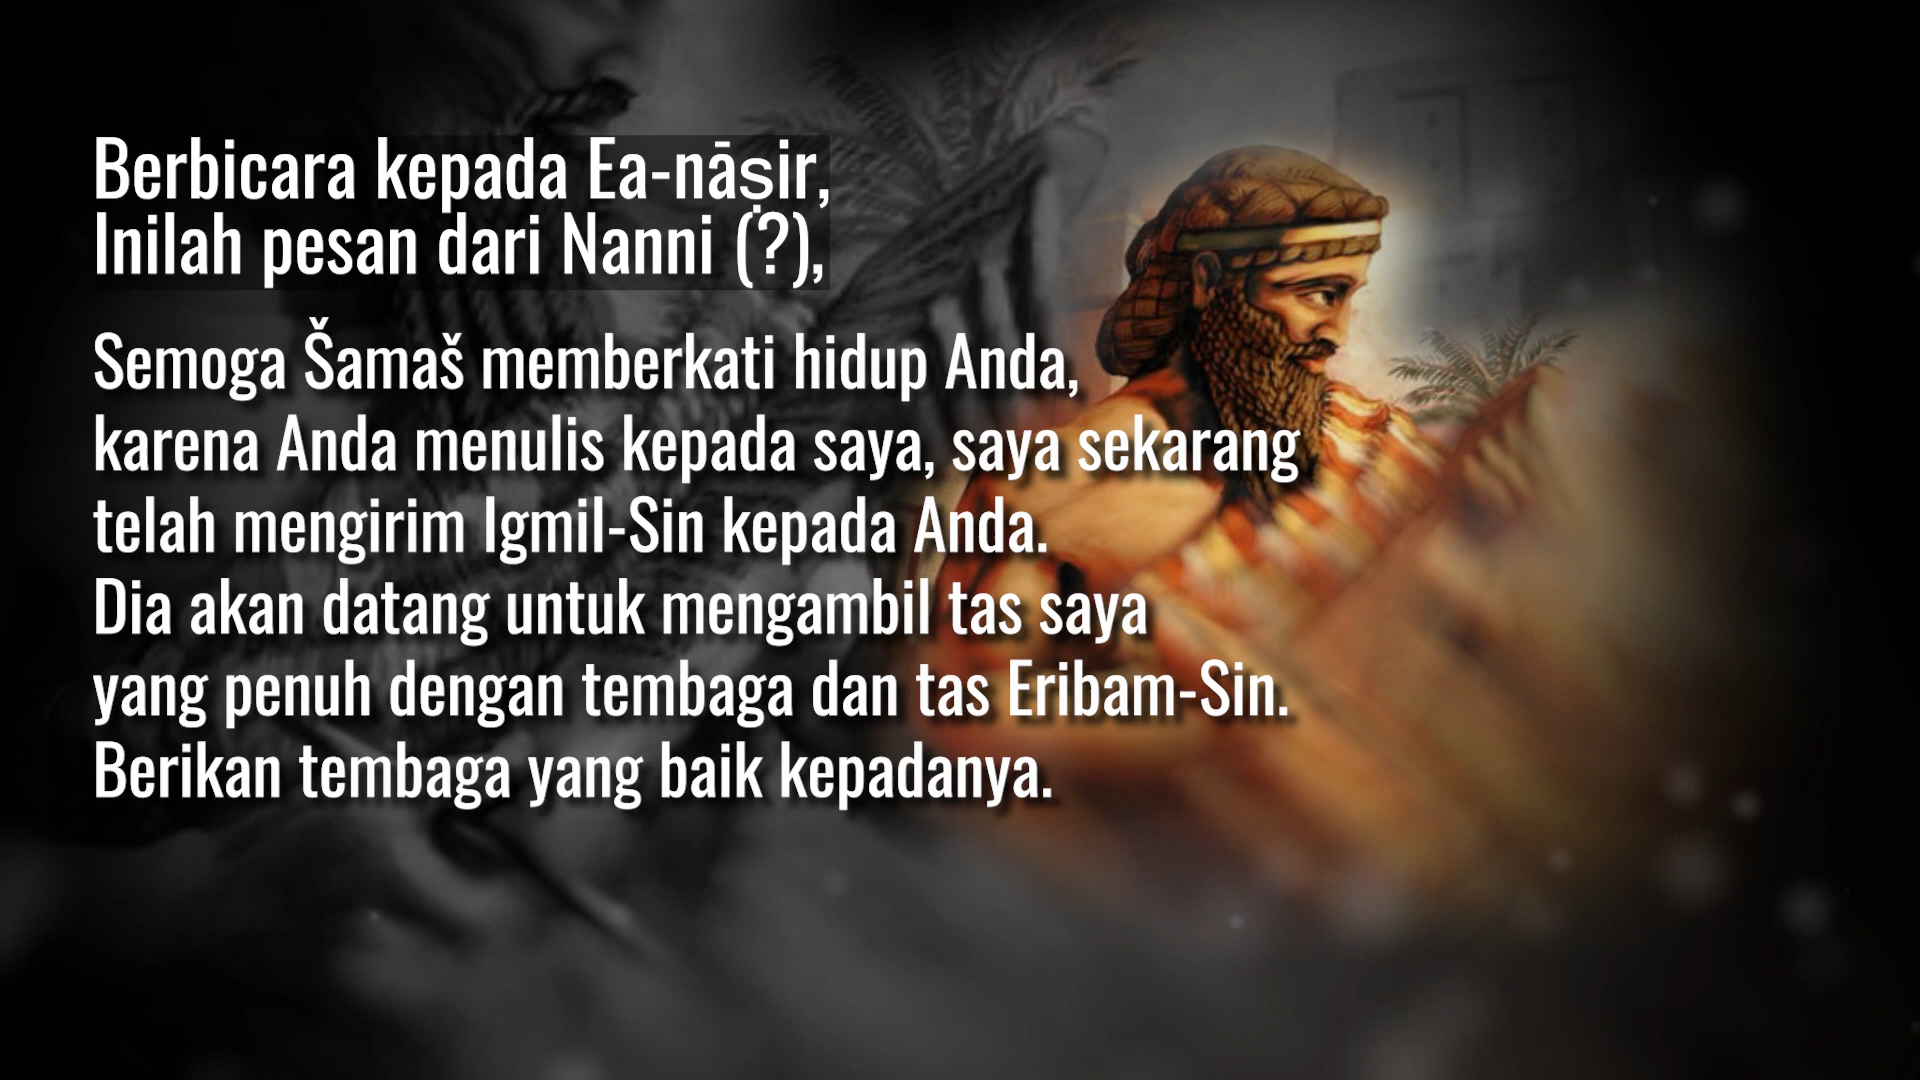 Berbicara kepada Ea-nāṣir,
Inilah pesan dari Nanni (?),
Semoga Šamaš memberkati hidup Anda,
karena Anda menulis kepada saya, saya sekarang
telah mengirim Igmil-Sin kepada Anda.
Dia akan datang untuk mengambil tas saya
yang penuh dengan tembaga dan tas Eribam-Sin.
Berikan tembaga yang baik kepadanya.